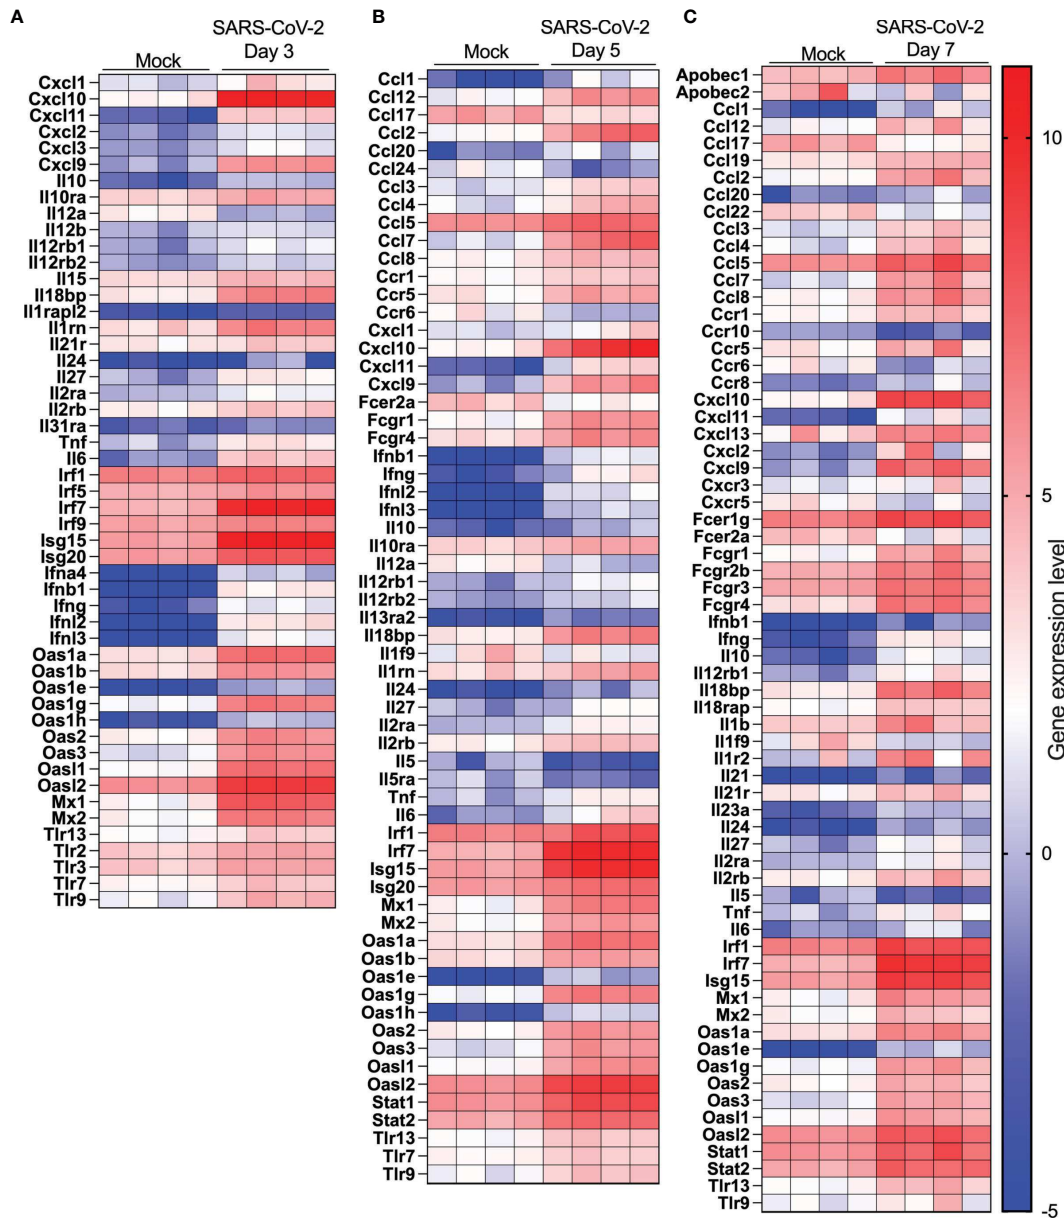 A
Mock
SARS-CoV-2
Day 3
Cxcl1
Cxcl10
Cxcl11
Cxcl2
Cxcl3
Cxcl9
Il10
Il10ra
Il12a
Il12b
Il12rb1
Il12rb2
Il15
Il18bp
Il1rapl2
Il1rn
Il21r
Il24
Il27
Il2ra
Il2rb
Il31ra
Tnf
Il6
Irf1
Irf5
Irf7
Irf9
Isg15
Isg20
Ifna4
Ifnb1
Ifng
Ifnl2
Ifnl3
Oas1a
Oas1b
Oas1e
Oas1g
Oas1h
Oas2
Oas3
Oasl1
Oasl2
Mx1
Mx2
Tlr13
Tlr2
Tlr3
Tlr7
Tlr9
B
Mock
SARS-CoV-2
Day 5
Ccl1
Ccl12
Ccl17
Ccl2
Ccl20
Ccl24
Ccl3
Ccl4
Ccl5
Ccl7
Ccl8
Ccr1
Ccr5
Ccr6
Cxcl1
Cxcl10
Cxcl11
Cxcl9
Fcer2a
Fcgr1
Fcgr4
Ifnb1
Ifng
Ifnl2
Ifnl3
Il10
Il10ra
Il12a
Il12rb1
Il12rb2
Il13ra2
Il18bp
Il1f9
Il1rn
Il24
Il27
Il2ra
Il2rb
Il5
Il5ra
Tnf
Il6
Irf1
Irf7
Isg15
Isg20
Mx1
Mx2
Oas1a
Oas1b
Oas1e
Oas1g
Oas1h
Oas2
Oas3
Oasl1
Oasl2
Stat1
Stat2
Tlr13
Tlr7
Tlr9
C
Mock
SARS-CoV-2
Day 7
Apobec1
Apobec2
Ccl1
Ccl12
Ccl17
Ccl19
Ccl2
Ccl20
Ccl22
Ccl3
Ccl4
Ccl5
Ccl7
Ccl8
Ccr1
Ccr10
Ccr5
Ccr6
Ccr8
Cxcl10
Cxcl11
Cxcl13
Cxcl2
Cxcl9
Cxcr3
Cxcr5
Fcer1g
Fcer2a
Fcgr1
Fcgr2b
Fcgr3
Fcgr4
Ifnb1
Ifng
Il10
Il12rb1
Il18bp
Il18rap
Il1b
Il1f9
Il1r2
Il21
Il21r
Il23a
Il24
Il27
Il2ra
Il2rb
Il5
Tnf
Il6
Irf1
Irf7
Isg15
Mx1
Mx2
Oas1a
Oas1e
Oas1g
Oas2
Oas3
Oasl1
Oasl2
Stat1
Stat2
Tlr13
Tlr9
10
5
0
-5
Gene expression level